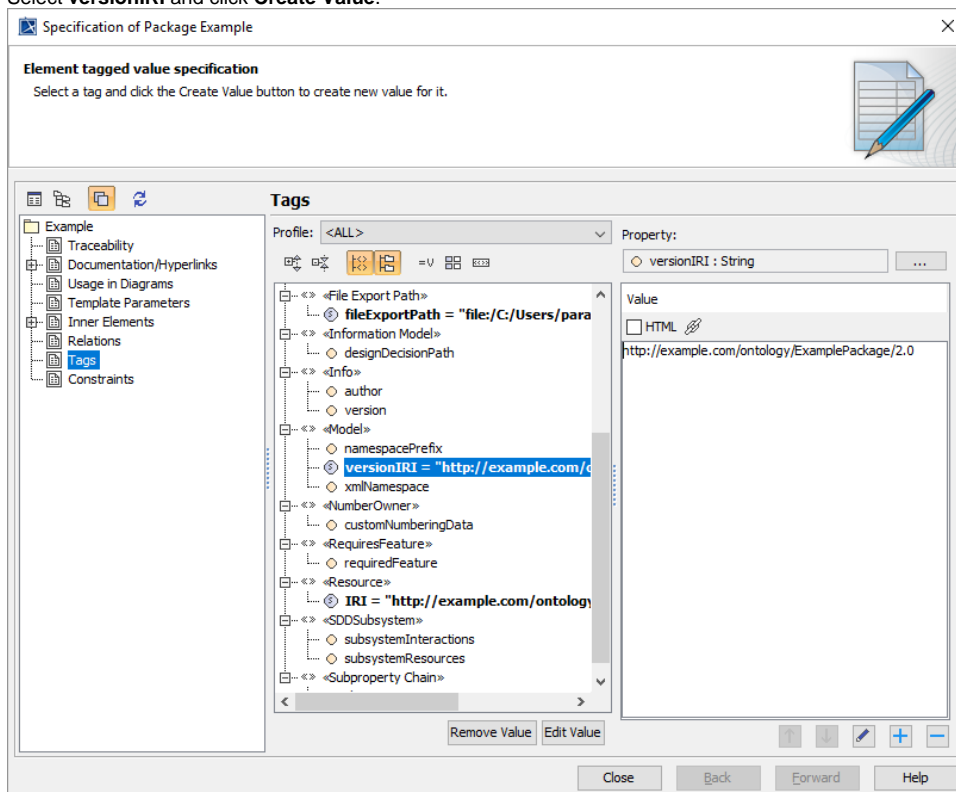 Select versionIRI and click Create Value.
Specification of Package Example
Element tagged value specification
Select a tag and click the Create Value button to create new value for it.
Tags
Example
Traceability
Documentation/Hyperlinks
Usage in Diagrams
Template Parameters
Inner Elements
Relations
Tags
Constraints
Profile: <ALL>
=V
«File Export Path»
fileExportPath = "file:/C:/Users/para
«Information Model»
designDecisionPath
«Info»
author
version
«Model»
namespacePrefix
versionIRI = "http://example.com/o
xmlNamespace
«NumberOwner»
customNumberingData
«RequiresFeature»
requiredFeature
«Resource»
IRI = "http://example.com/ontology
«SDDSubsystem»
subsystemInteractions
subsystemResources
«Subproperty Chain»
Remove Value Edit Value
Property:
versionIRI : String
...
Value
HTML
http://example.com/ontology/ExamplePackage/2.0
Close Back Forward Help